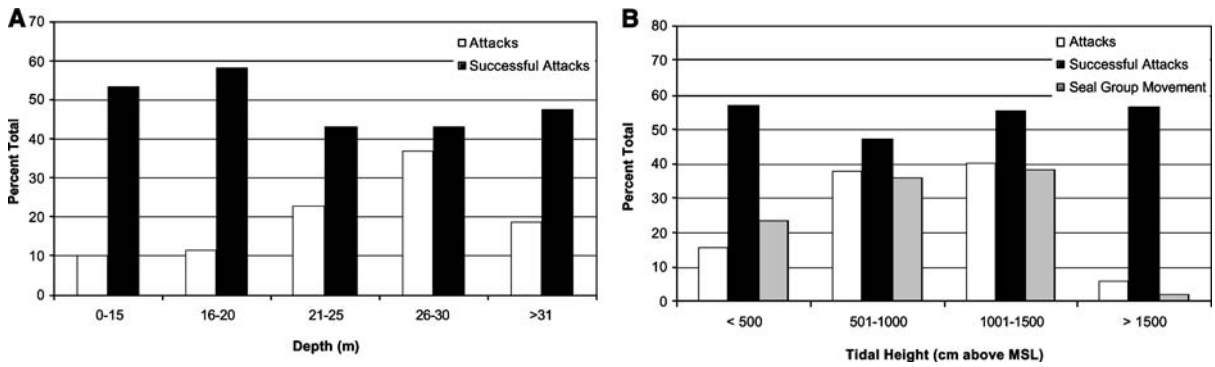 A
70
60
50
40
30
20
10
0
Percent Total
Attacks
Successful Attacks
0-15 16-20 21-25 26-30 >31
Depth (m)
B
80
70
60
50
40
30
20
10
0
Percent Total
Attacks
Successful Attacks
Seal Group Movement
< 500 501-1000 1001-1500 > 1500
Tidal Height (cm above MSL)